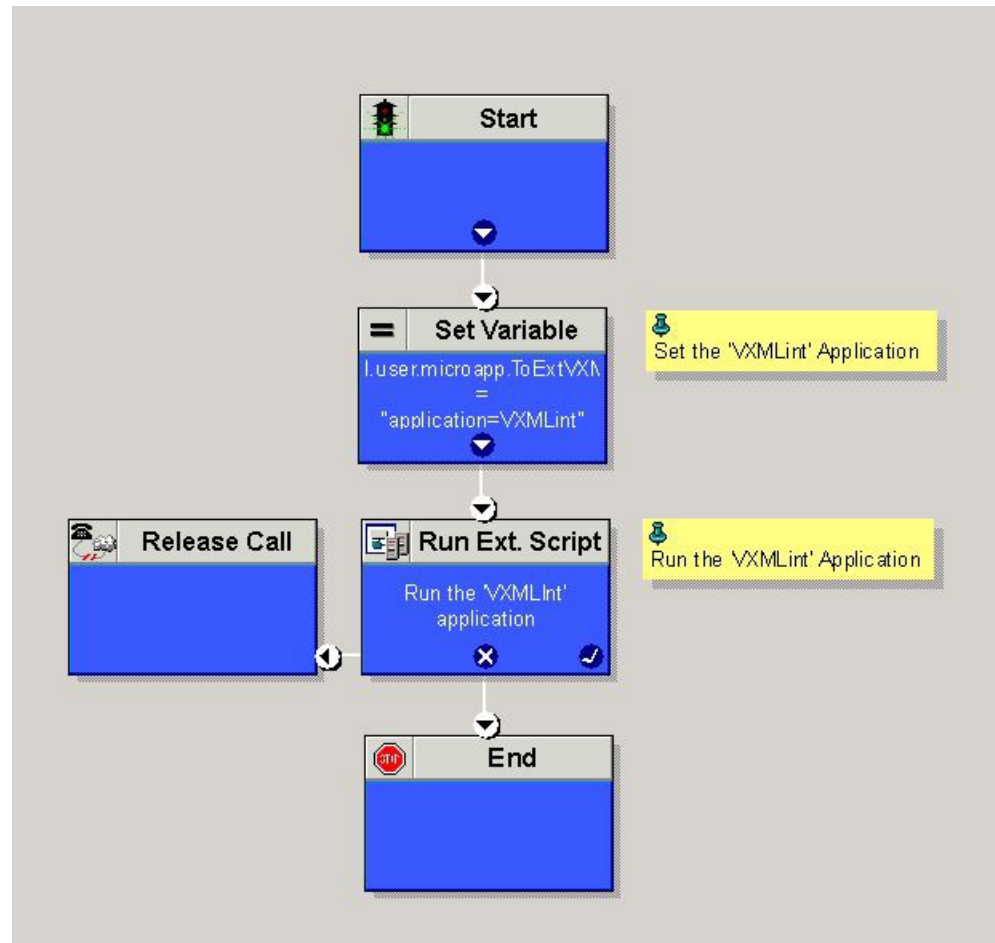 Start
Set Variable
Set the 'VXMLint' Application
l.user.microapp.ToExtVXM
=
"application=VXMLint"
Release Call
Run Ext. Script
Run the 'VXMLint' Application
Run the 'VXMLInt'
application
STOP
End